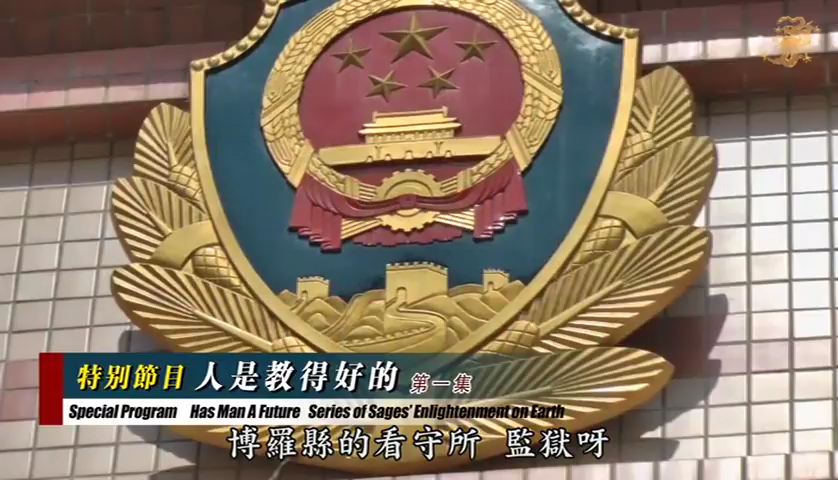 特别節目 人是教得好的 第一集
Special Program Has Man A Future Series of Sages' Enlightenment on Earth
博羅縣的看守所 監獄呀